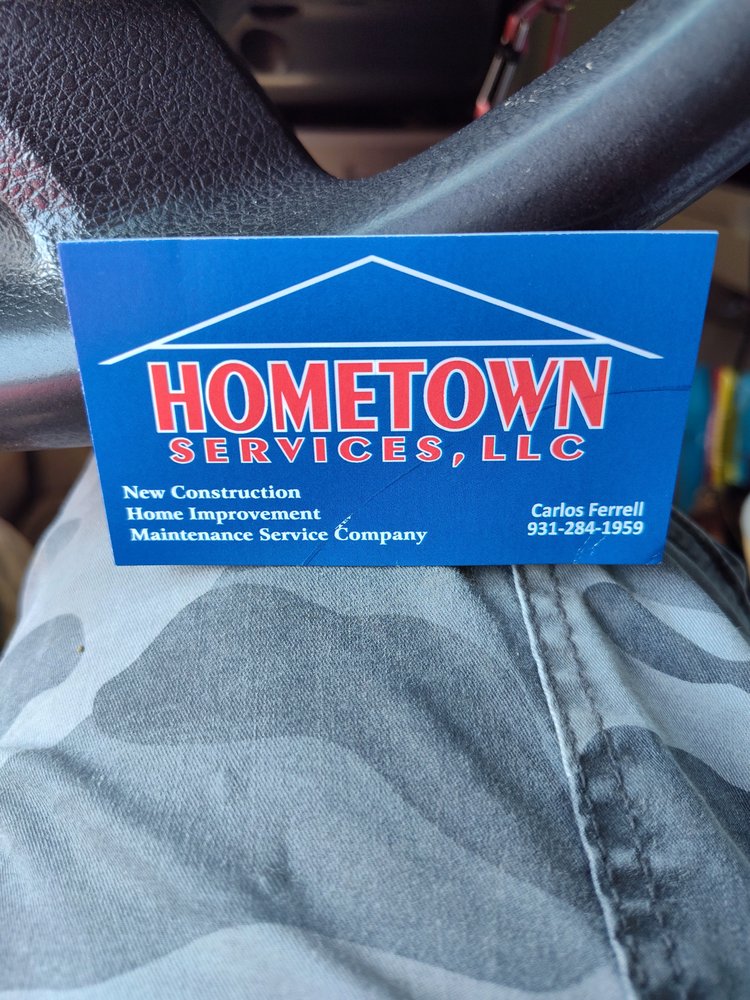 HOMETOWN
SERVICES, LLC
New Construction
Home Improvement
Maintenance Service Company
Carlos Ferrell
931-284-1959